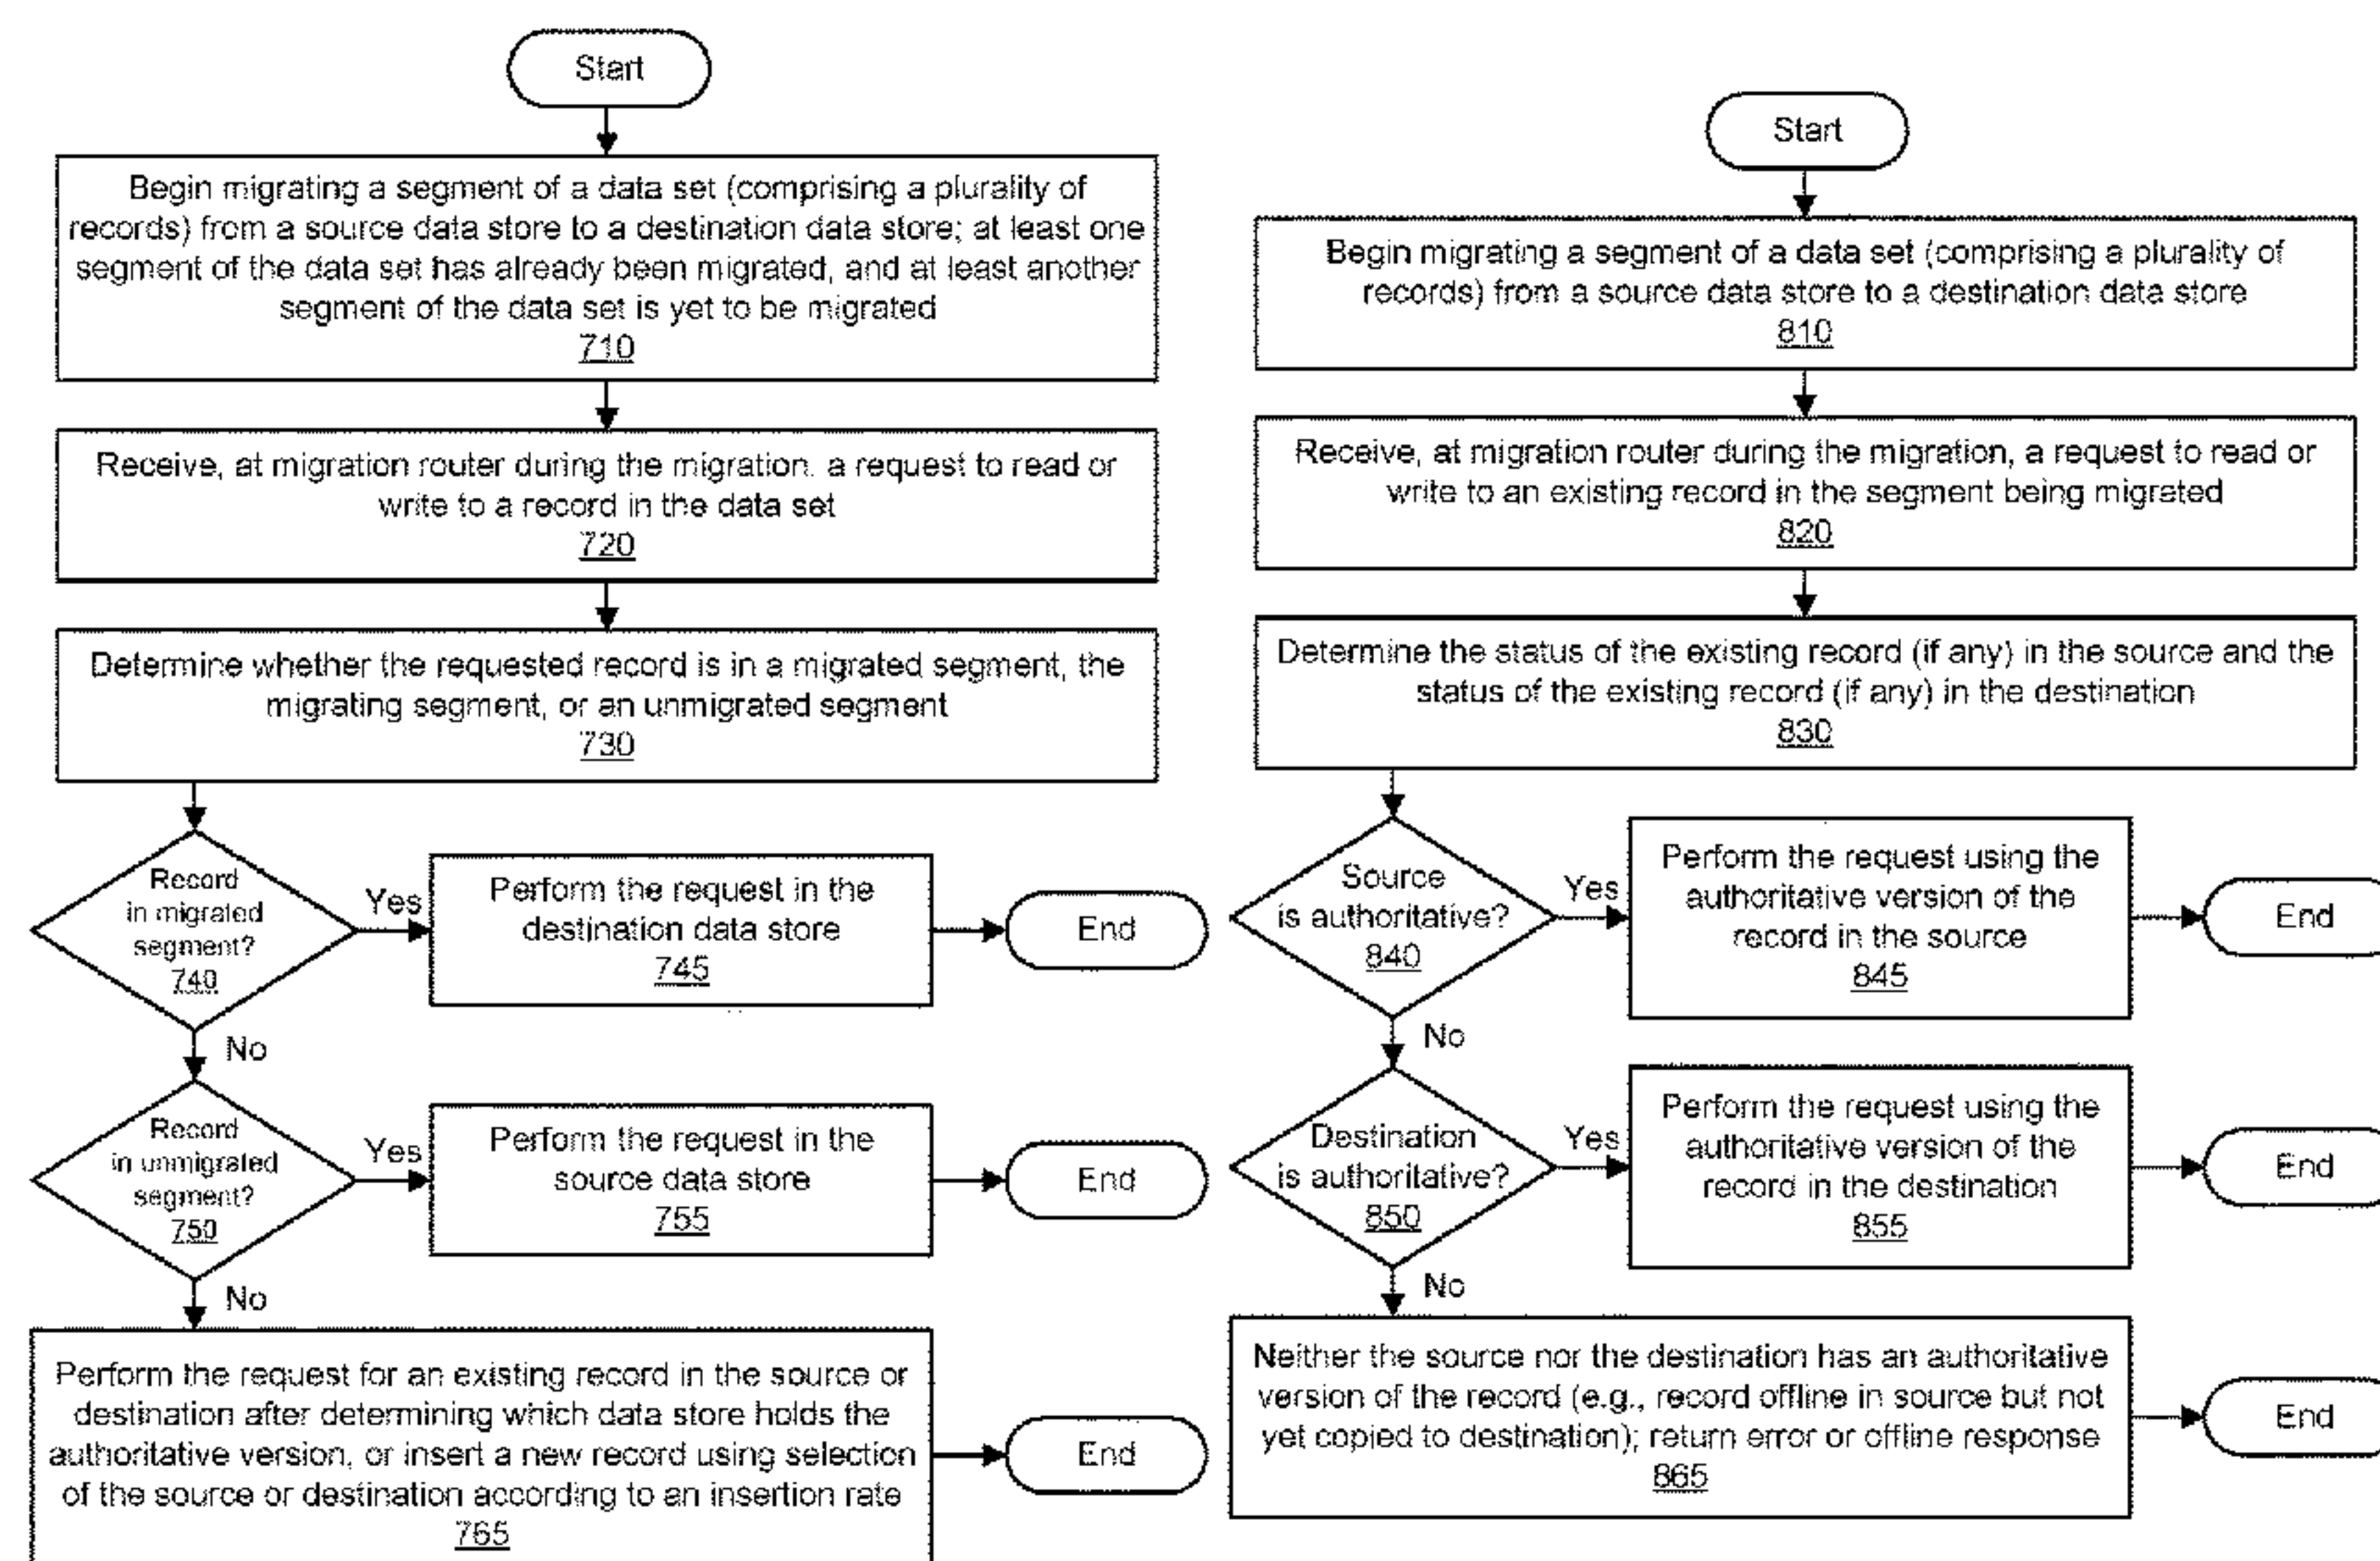 Start
Begin migrating a segment of a data set (comprising a plurality of
records) from a source data store to a destination data store; at least one
segment of the data set has already been migrated, and at least another
segment of the data set is yet to be migrated
710
Receive, at migration router during the migration, a request to read or
write to a record in the data set
720
Determine whether the requested record is in a migrated segment, the
migrating segment, or an unmigrated segment
730
Record
in migrated
segment?
740
Yes
Perform the request in the
destination data store
745
End
No
Record
in unmigrated
segment?
750
Yes
Perform the request in the
source data store
755
End
No
Perform the request for an existing record in the source or
destination after determining which data store holds the
authoritative version, or insert a new record using selection
of the source or destination according to an insertion rate
765
End
Start
Begin migrating a segment of a data set (comprising a plurality of
records) from a source data store to a destination data store
810
Receive, at migration router during the migration, a request to read or
write to an existing record in the segment being migrated
820
Determine the status of the existing record (if any) in the source and the
status of the existing record (if any) in the destination
830
Source
is authoritative?
840
Yes
Perform the request using the
authoritative version of the
record in the source
845
End
No
Destination
is authoritative?
850
Yes
Perform the request using the
authoritative version of the
record in the destination
855
End
No
Neither the source nor the destination has an authoritative
version of the record (e.g., record offline in source but not
yet copied to destination); return error or offline response
865
End